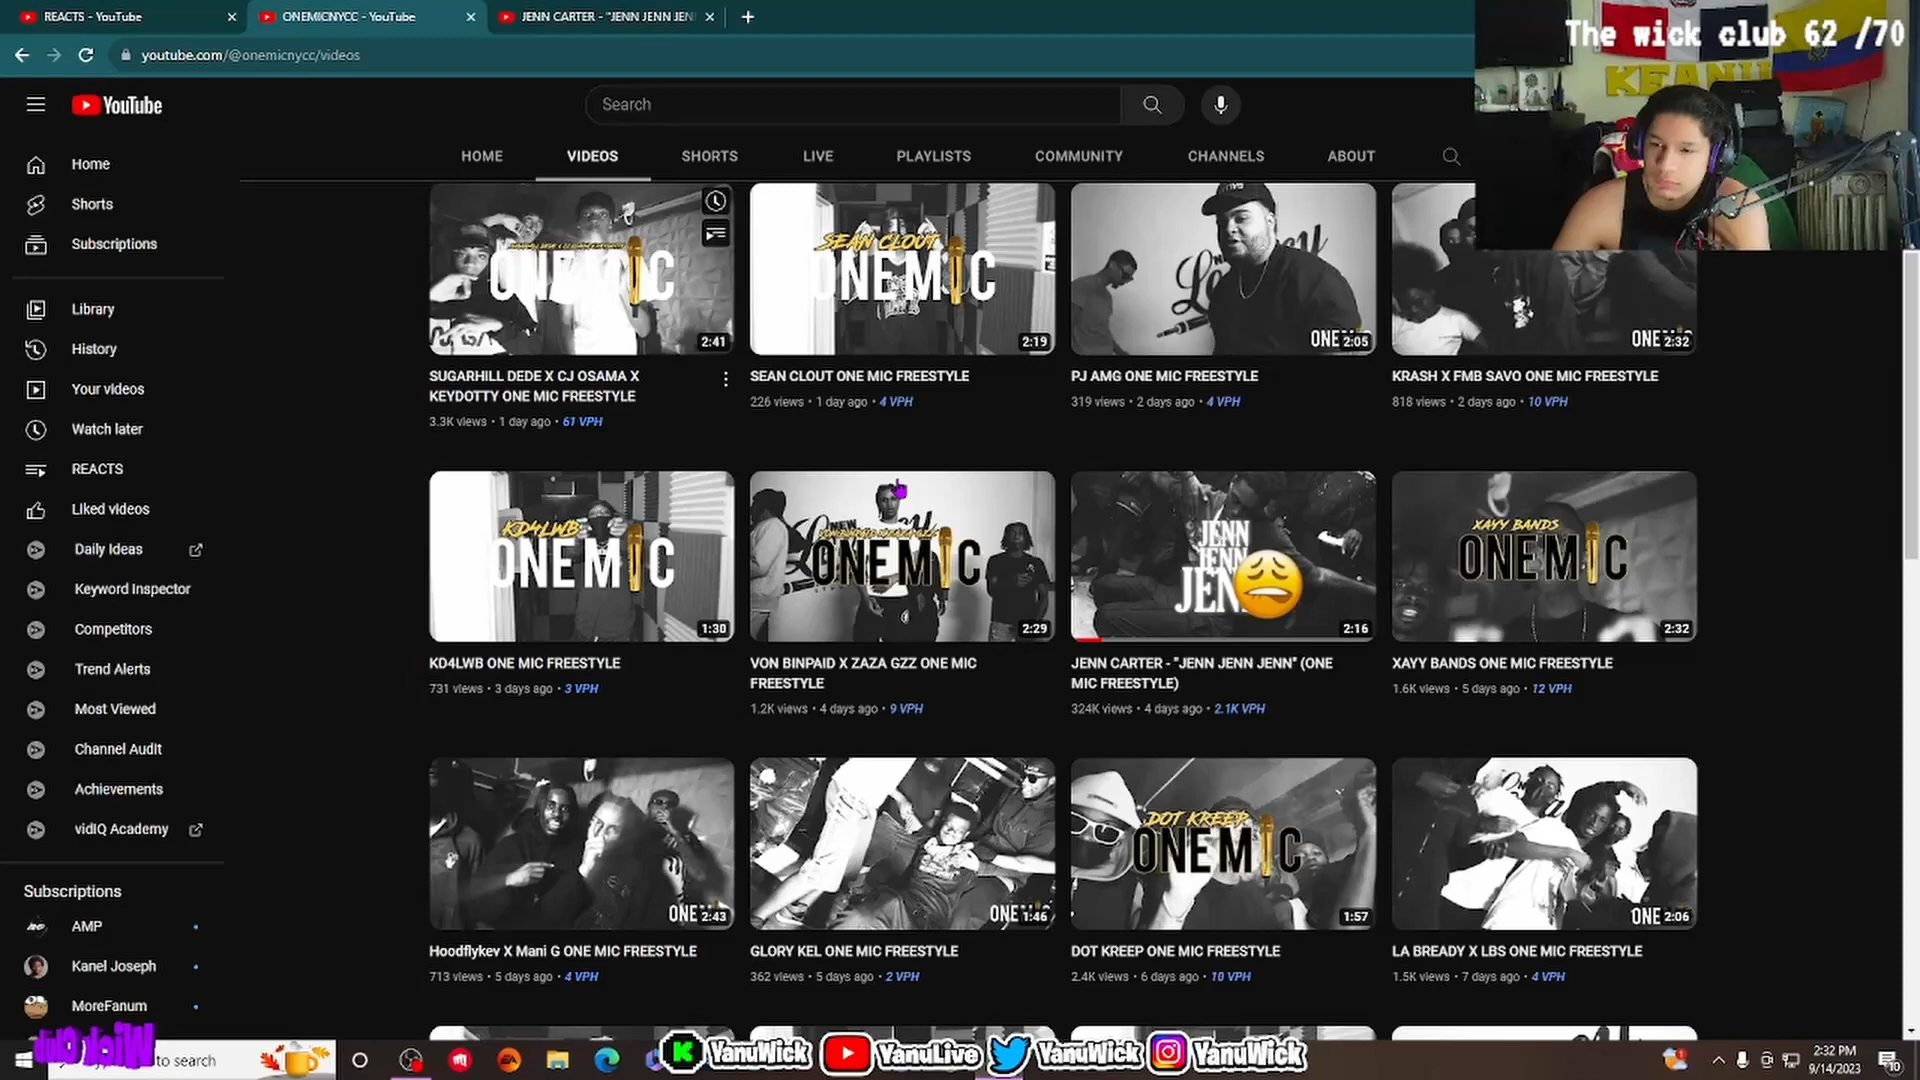 REACTS - YouTube
ONEMICNYCC - YouTube
JENN CARTER - "JENN JENN JEN
youtube.com/@onemicnycc/videos
The wick club 62 /70
KEANU
YouTube
Search
HOME
VIDEOS
SHORTS
LIVE
PLAYLISTS
COMMUNITY
CHANNELS
ABOUT
Home
Shorts
Subscriptions
Library
History
Your videos
Watch later
REACTS
Liked videos
Daily Ideas
Keyword Inspector
Competitors
Trend Alerts
Most Viewed
Channel Audit
Achievements
vidIQ Academy
Subscriptions
AMP
Kanel Joseph
MoreFanum
ONE MIC
2:41
SUGARHILL DEDE X CJ OSAMA X
KEYDOTTY ONE MIC FREESTYLE
3.3K views • 1 day ago • 61 VPH
SEAN CLOUT
ONE MIC
2:19
SEAN CLOUT ONE MIC FREESTYLE
226 views • 1 day ago • 4 VPH
ONE
2:05
PJ AMG ONE MIC FREESTYLE
319 views • 2 days ago • 4 VPH
ONE
2:32
KRASH X FMB SAVO ONE MIC FREESTYLE
818 views • 2 days ago • 10 VPH
KD4LWB
ONE MIC
1:30
KD4LWB ONE MIC FREESTYLE
731 views • 3 days ago • 3 VPH
ONE MIC
2:29
VON BINPAID X ZAZA GZZ ONE MIC
FREESTYLE
1.2K views • 4 days ago • 9 VPH
JENN
JENN
JEN
2:16
JENN CARTER - "JENN JENN JENN" (ONE
MIC FREESTYLE)
324K views • 4 days ago • 2.1K VPH
XAYY BANDS
ONE MIC
2:32
XAYY BANDS ONE MIC FREESTYLE
1.6K views • 5 days ago • 12 VPH
ONE
2:43
Hoodflykev X Mani G ONE MIC FREESTYLE
713 views • 5 days ago • 4 VPH
ONE
1:46
GLORY KEL ONE MIC FREESTYLE
362 views • 5 days ago • 2 VPH
DOT KREEP
ONE MIC
1:57
DOT KREEP ONE MIC FREESTYLE
2.4K views • 6 days ago • 10 VPH
ONE
2:06
LA BREADY X LBS ONE MIC FREESTYLE
1.5K views • 7 days ago • 4 VPH
Wick Club
to search
K
YanuWick
YanuLive
YanuWick
YanuWick
2:32 PM
9/14/2023